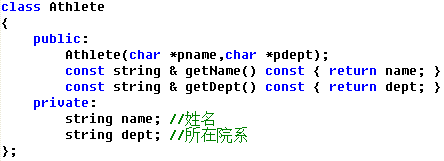 class Athlete
{
    public:
        Athlete(char *pname,char *pdept);
        const string & getName() const { return name; }
        const string & getDept() const { return dept; }
    private:
        string name; //姓名
        string dept; //所在院系
};